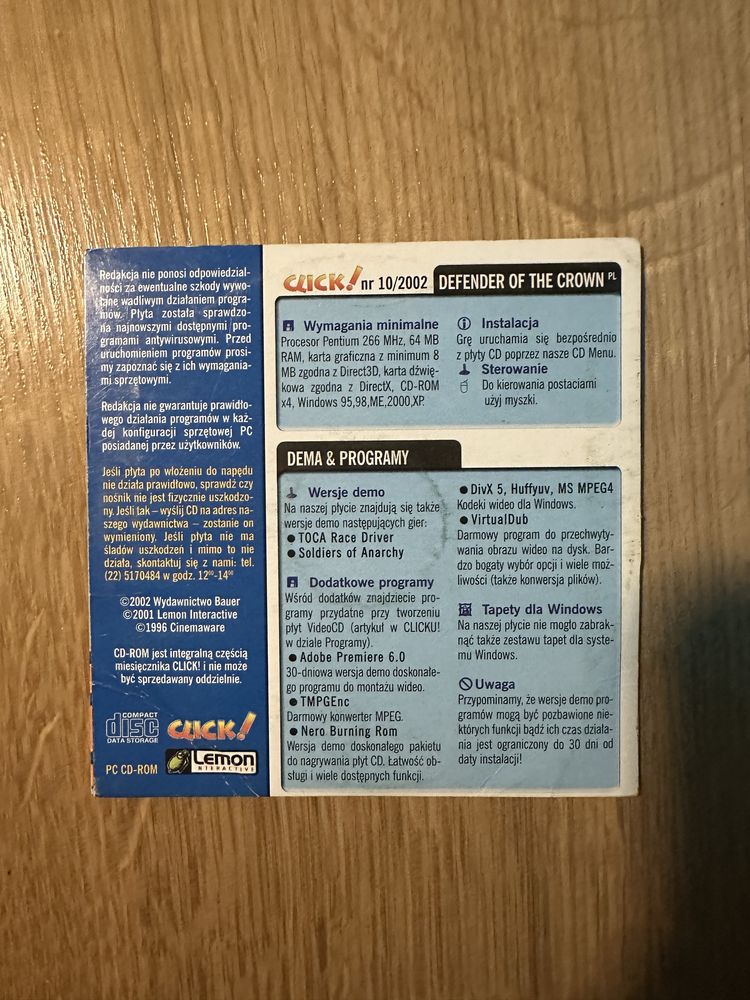 Redakcja nie ponosi odpowiedzial-
ności za ewentualne szkody wywo-
łane wadliwym działaniem progra-
mów. Płyta została sprawdzo-
na najnowszymi dostępnymi pro-
gramami antywirusowymi. Przed
uruchomieniem programów prosi-
my zapoznać się z ich wymagania-
mi sprzętowymi.
Redakcja nie gwarantuje prawidło-
wego działania programów w każ-
dej konfiguracji sprzętowej PC
posiadanej przez użytkowników.
Jeśli płyta po włożeniu do napędu
nie działa prawidłowo, sprawdź czy
nośnik nie jest fizycznie uszkodzo-
ny. Jeśli tak – wyślij CD na adres na-
szego wydawnictwa – zostanie on
wymieniony. Jeśli płyta nie ma
śladów uszkodzeń i mimo to nie
działa, skontaktuj się z nami: tel.
(22) 5170484 w godz. 12⁰⁰-14⁰⁰
©2002 Wydawnictwo Bauer
©2001 Lemon Interactive
©1996 Cinemaware
CD-ROM jest integralną częścią
miesięcznika CLICK! i nie może
być sprzedawany oddzielnie.
COMPACT
disc
DATA STORAGE
CLICK!
PC CD-ROM
Lemon
INTERACTIVE
CLICK! nr 10/2002 DEFENDER OF THE CROWN PL
Wymagania minimalne
Procesor Pentium 266 MHz, 64 MB
RAM, karta graficzna z minimum 8
MB zgodna z Direct3D, karta dźwię-
kowa zgodna z DirectX, CD-ROM
x4, Windows 95,98,ME,2000,XP.
Instalacja
Grę uruchamia się bezpośrednio
z płyty CD poprzez nasze CD Menu.
Sterowanie
Do kierowania postaciami
użyj myszki.
DEMA & PROGRAMY
Wersje demo
Na naszej płycie znajdują się także
wersje demo następujących gier:
● TOCA Race Driver
● Soldiers of Anarchy
Dodatkowe programy
Wśród dodatków znajdziecie pro-
gramy przydatne przy tworzeniu
płyt VideoCD (artykuł w CLICKU!
w dziale Programy).
● Adobe Premiere 6.0
30-dniowa wersja demo doskonałe-
go programu do montażu wideo.
● TMPGEnc
Darmowy konwerter MPEG.
● Nero Burning Rom
Wersja demo doskonałego pakietu
do nagrywania płyt CD. Łatwość ob-
sługi i wiele dostępnych funkcji.
● DivX 5, Huffyuv, MS MPEG4
Kodeki wideo dla Windows.
● VirtualDub
Darmowy program do przechwyty-
wania obrazu wideo na dysk. Bar-
dzo bogaty wybór opcji i wiele moż-
liwości (także konwersja plików).
Tapety dla Windows
Na naszej płycie nie mogło zabrak-
nąć także zestawu tapet dla syste-
mu Windows.
Uwaga
Przypominamy, że wersje demo pro-
gramów mogą być pozbawione nie-
których funkcji bądź ich czas działa-
nia jest ograniczony do 30 dni od
daty instalacji!